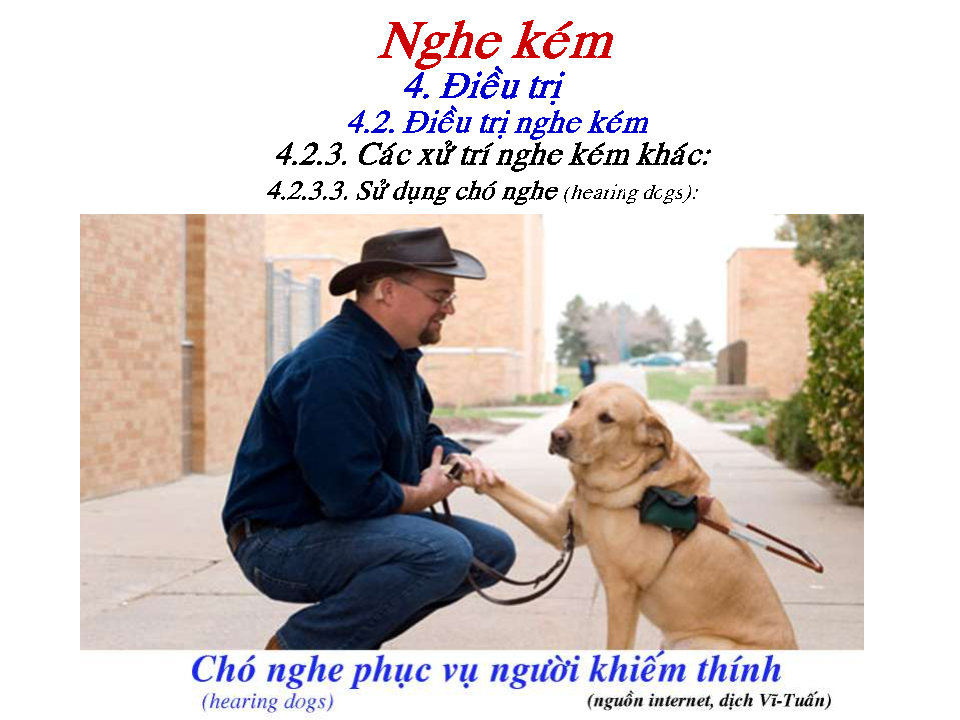 Nghe kém
4. Điều trị
4.2. Điều trị nghe kém
4.2.3. Các xử trí nghe kém khác:
4.2.3.3. Sử dụng chó nghe (hearing dogs):
Chó nghe phục vụ người khiếm thính
(hearing dogs) (nguồn internet, dịch Vĩ-Tuấn)